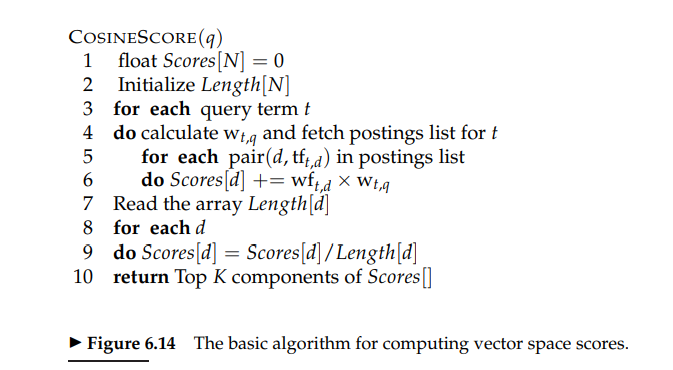 COSINESCORE(q)
1 float Scores[N] = 0
2 Initialize Length[N]
3 for each query term t
4 do calculate w_{t,q} and fetch postings list for t
5 for each pair(d, tf_{t,d}) in postings list
6 do Scores[d] += wf_{t,d} × w_{t,q}
7 Read the array Length[d]
8 for each d
9 do Scores[d] = Scores[d]/Length[d]
10 return Top K components of Scores[]
► Figure 6.14 The basic algorithm for computing vector space scores.